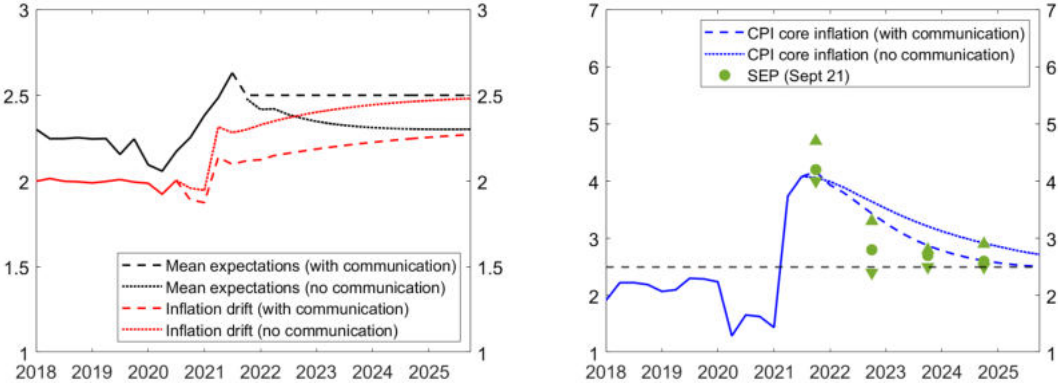 3
2.5
2
1.5
1
3
2.5
2
1.5
1
Mean expectations (with communication)
Mean expectations (no communication)
Inflation drift (with communication)
Inflation drift (no communication)
2018 2019 2020 2021 2022 2023 2024 2025
7
6
5
4
3
2
1
7
6
5
4
3
2
1
CPI core inflation (with communication)
CPI core inflation (no communication)
SEP (Sept 21)
2018 2019 2020 2021 2022 2023 2024 2025